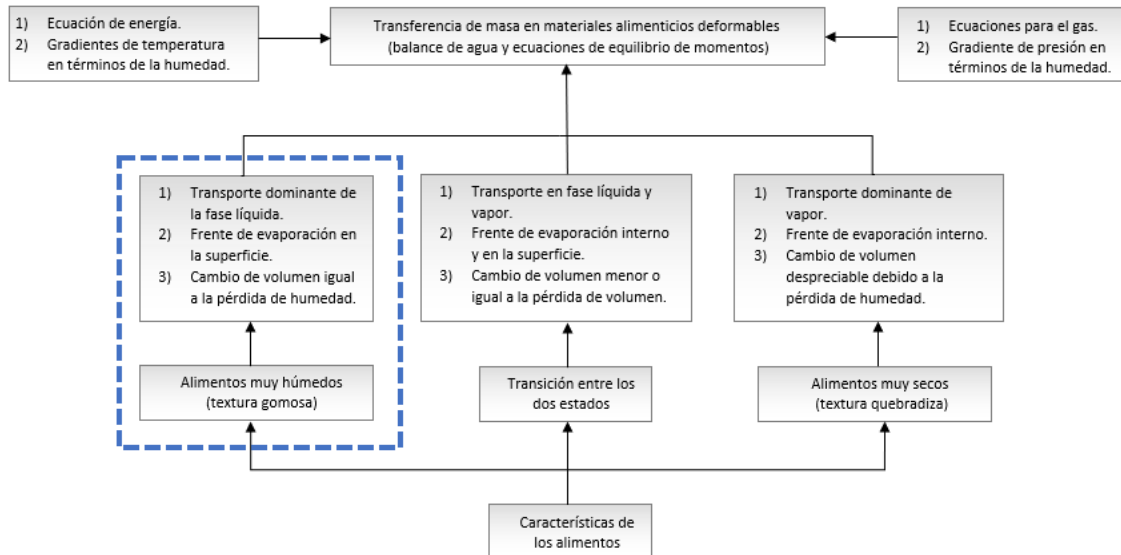 1) Ecuación de energía.
2) Gradientes de temperatura
en términos de la humedad.
Transferencia de masa en materiales alimenticios deformables
(balance de agua y ecuaciones de equilibrio de momentos)
1) Ecuaciones para el gas.
2) Gradiente de presión en
términos de la humedad.
1) Transporte dominante de
la fase líquida.
2) Frente de evaporación en
la superficie.
3) Cambio de volumen igual
a la pérdida de humedad.
1) Transporte en fase líquida y
vapor.
2) Frente de evaporación interno
y en la superficie.
3) Cambio de volumen menor o
igual a la pérdida de volumen.
1) Transporte dominante de
vapor.
2) Frente de evaporación interno.
3) Cambio de volumen
despreciable debido a la
pérdida de humedad.
Alimentos muy húmedos
(textura gomosa)
Transición entre los
dos estados
Alimentos muy secos
(textura quebradiza)
Características de
los alimentos